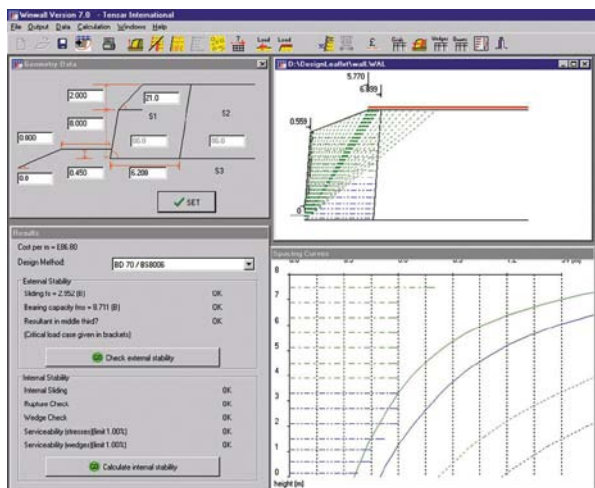 Winwall Version 7.0 - Tensar International
File Output Data Calculation Windows Help
Load Load £
Geometry Data
2.000
21.0
S1
S2
8.000
0.800
S3
0.0
0.450
6.200
SET
D:\DesignLeaflet\wall.WAL
5.770
6.899
0.559
0
Results
Cost per m = £86.80
Design Method:
BD 70 / BS8006
External Stability
Sliding fs = 2.952 (B) OK
Bearing capacity fms = 8.711 (B) OK
Resultant in middle third? OK
(Critical load case given in brackets)
GO Check external stability
Internal Stability
Internal Sliding OK
Rupture Check OK
Wedge Check OK
Serviceability (stresses)(limit 1.00%) OK
Serviceability (wedges)(limit 1.00%) OK
GO Calculate internal stability
Spacing Curves
8
7
6
5
4
3
2
1
0
height (m)